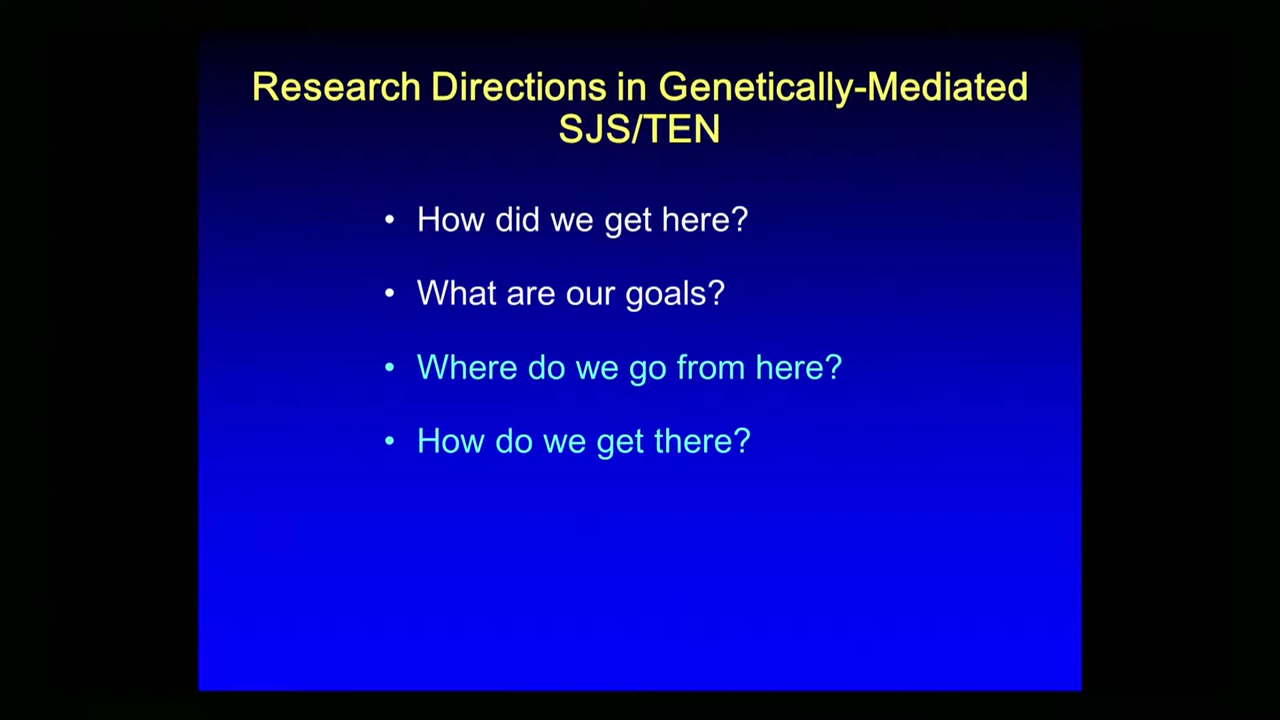 Research Directions in Genetically-Mediated
SJS/TEN
• How did we get here?
• What are our goals?
• Where do we go from here?
• How do we get there?